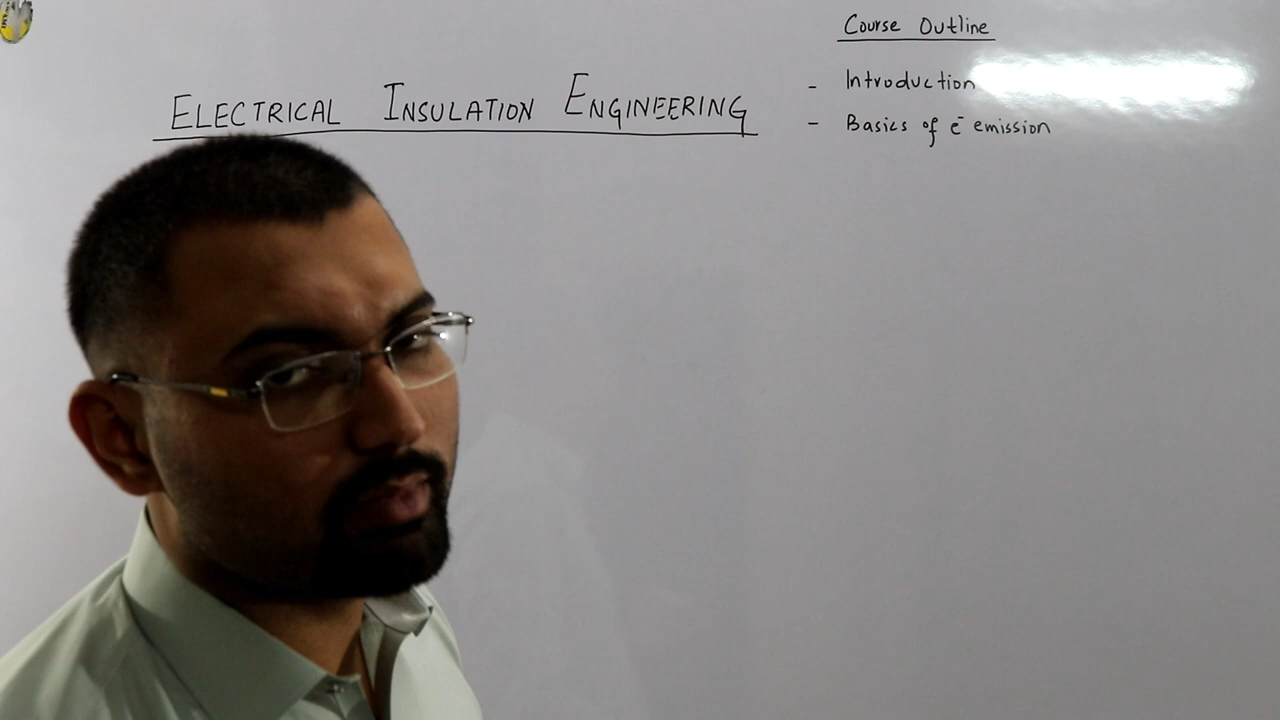 Course Outline
ELECTRICAL INSULATION ENGINEERING
- Introduction
- Basics of e⁻ emission